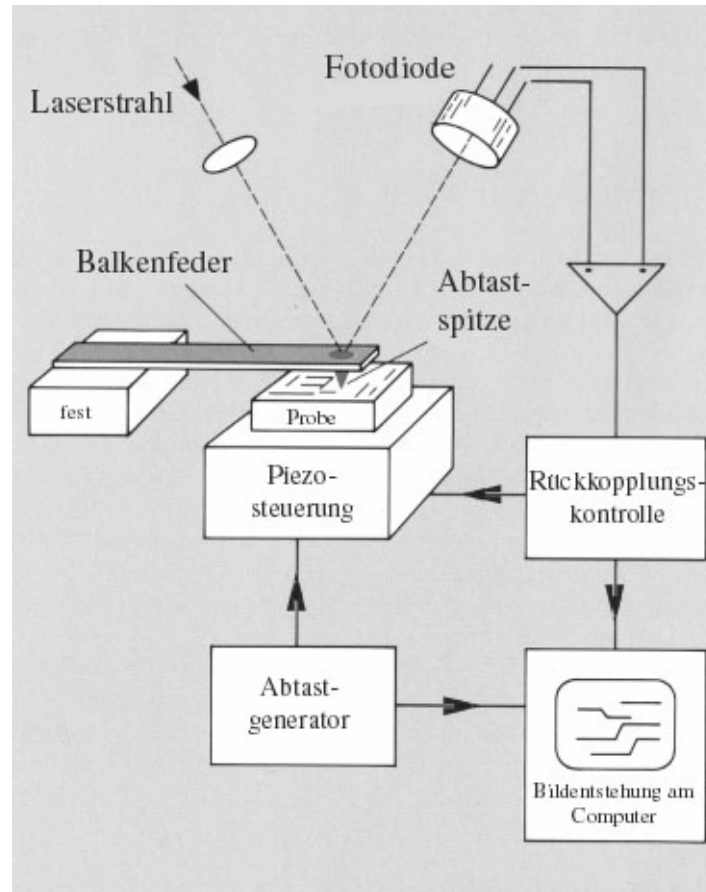 Fotodiode
Laserstrahl
Balkenfeder
Abtast-
spitze
fest
Probe
Piezo-
steuerung
Rückkopplungs-
kontrolle
Abtast-
generator
Bildentstehung am
Computer